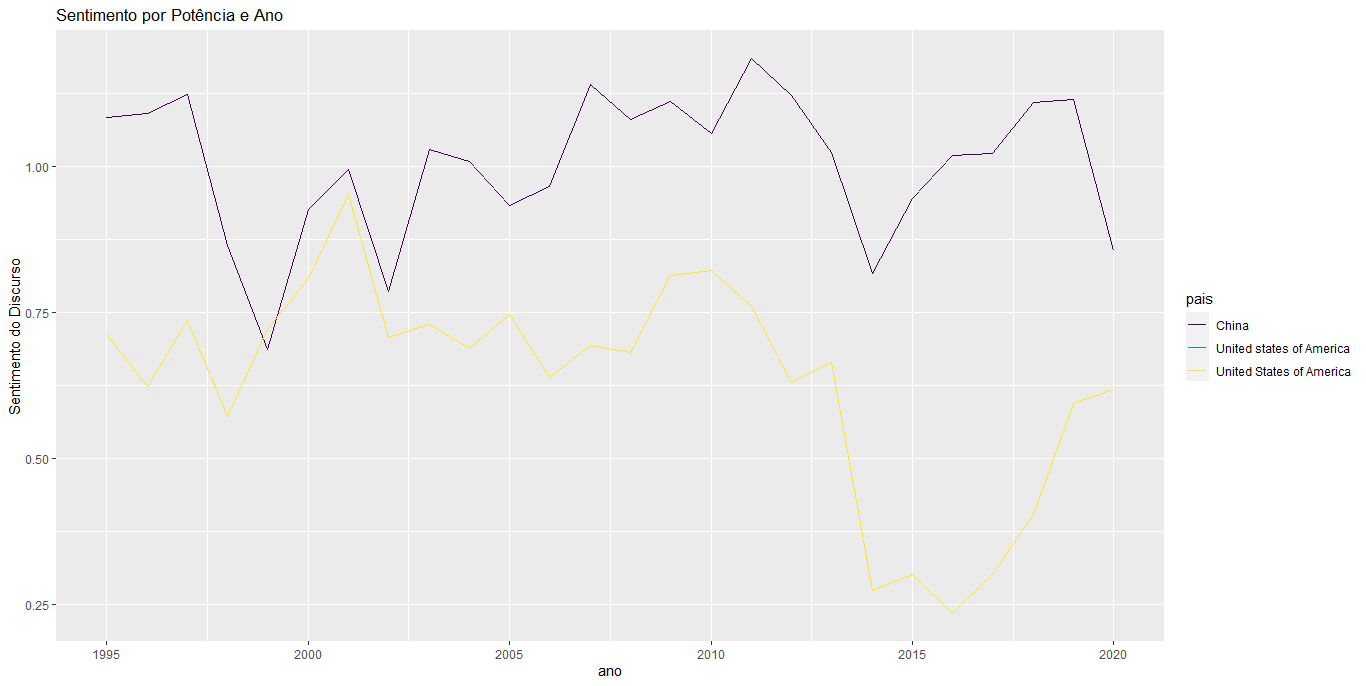 Sentimento por Potência e Ano
Sentimento do Discurso
1.00
0.75
0.50
0.25
1995
2000
2005
2010
2015
2020
ano
pais
China
United states of America
United States of America